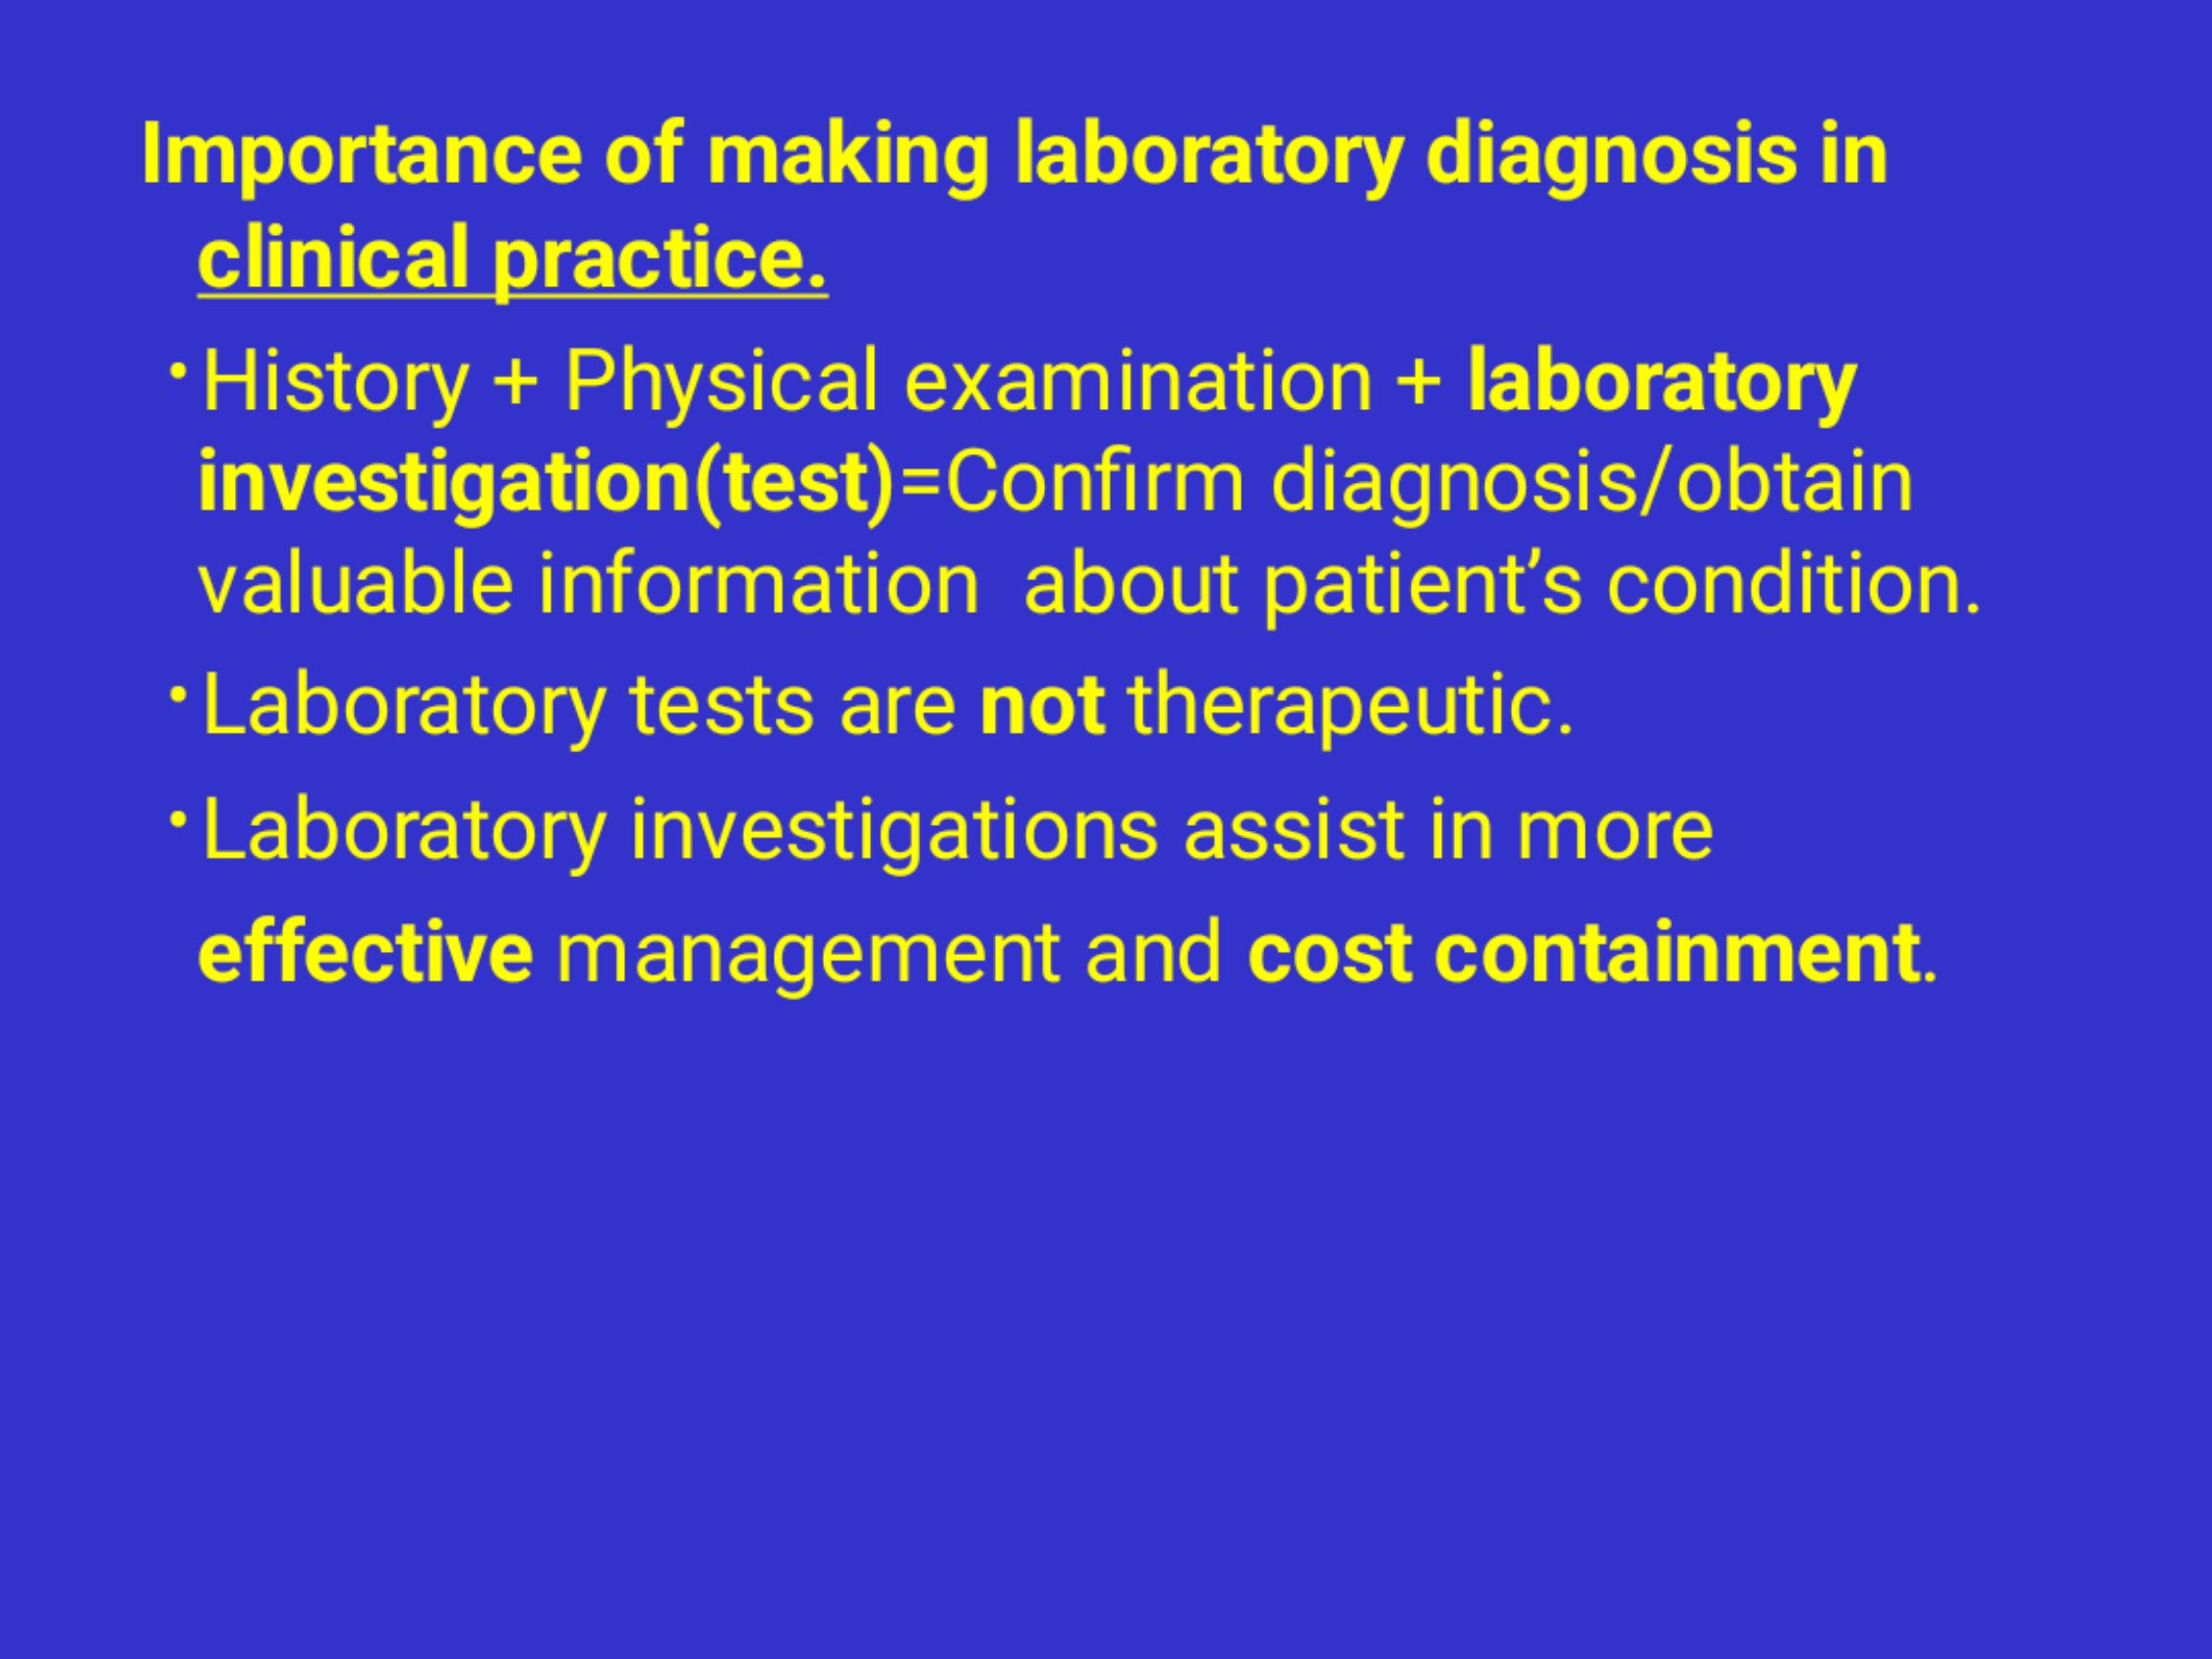 Importance of making laboratory diagnosis in
clinical practice.
• History + Physical examination + laboratory
investigation(test)=Confirm diagnosis/obtain
valuable information  about patient’s condition.
• Laboratory tests are not therapeutic.
• Laboratory investigations assist in more
effective management and cost containment.